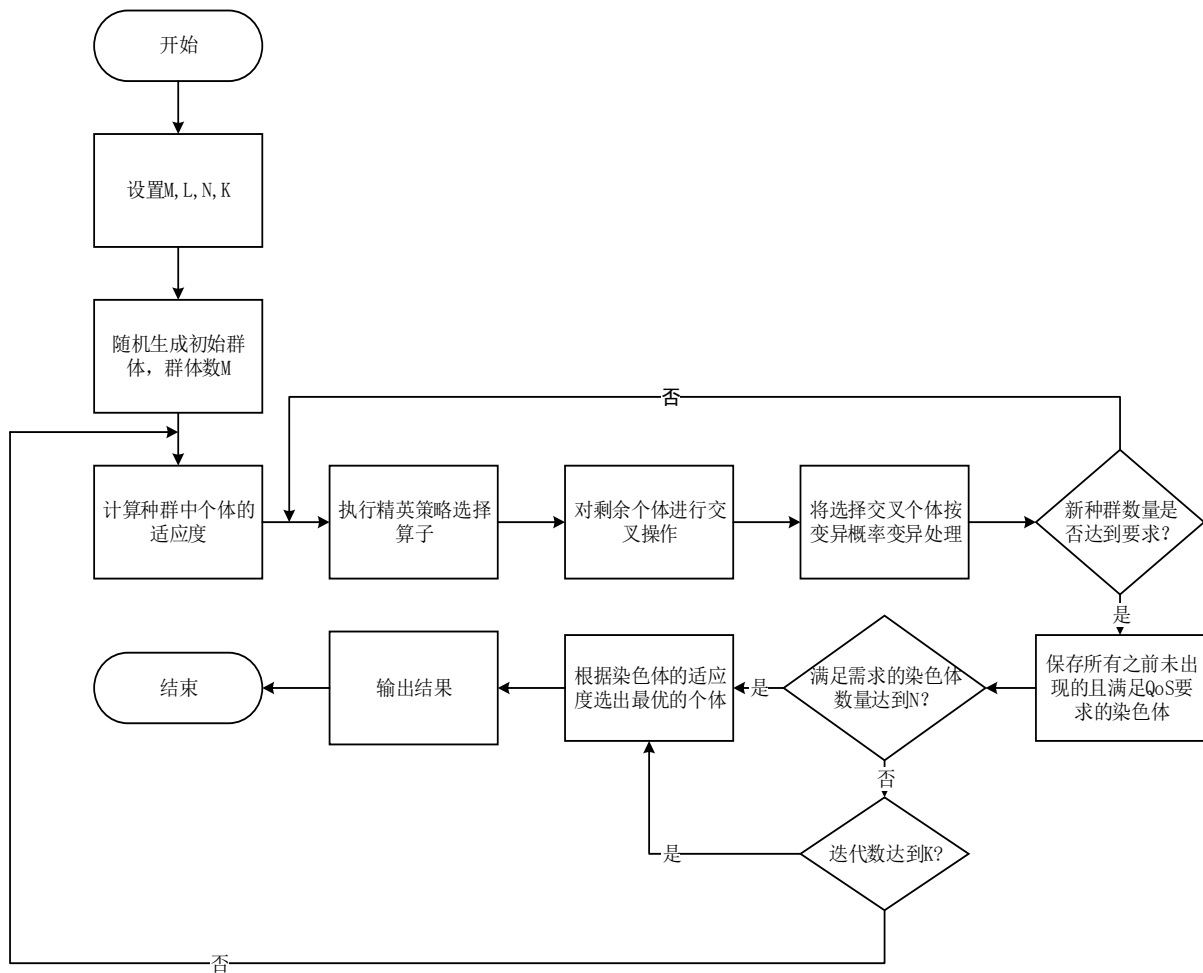 开始
设置M,L,N,K
随机生成初始群
体，群体数M
否
计算种群中个体的
适应度
执行精英策略选择
算子
对剩余个体进行交
叉操作
将选择交叉个体按
变异概率变异处理
新种群数量是
否达到要求？
是
保存所有之前未出
现的且满足QoS要
求的染色体
满足需求的染色体
数量达到N？
是
根据染色体的适应
度选出最优的个体
输出结果
结束
否
迭代数达到K?
是
否